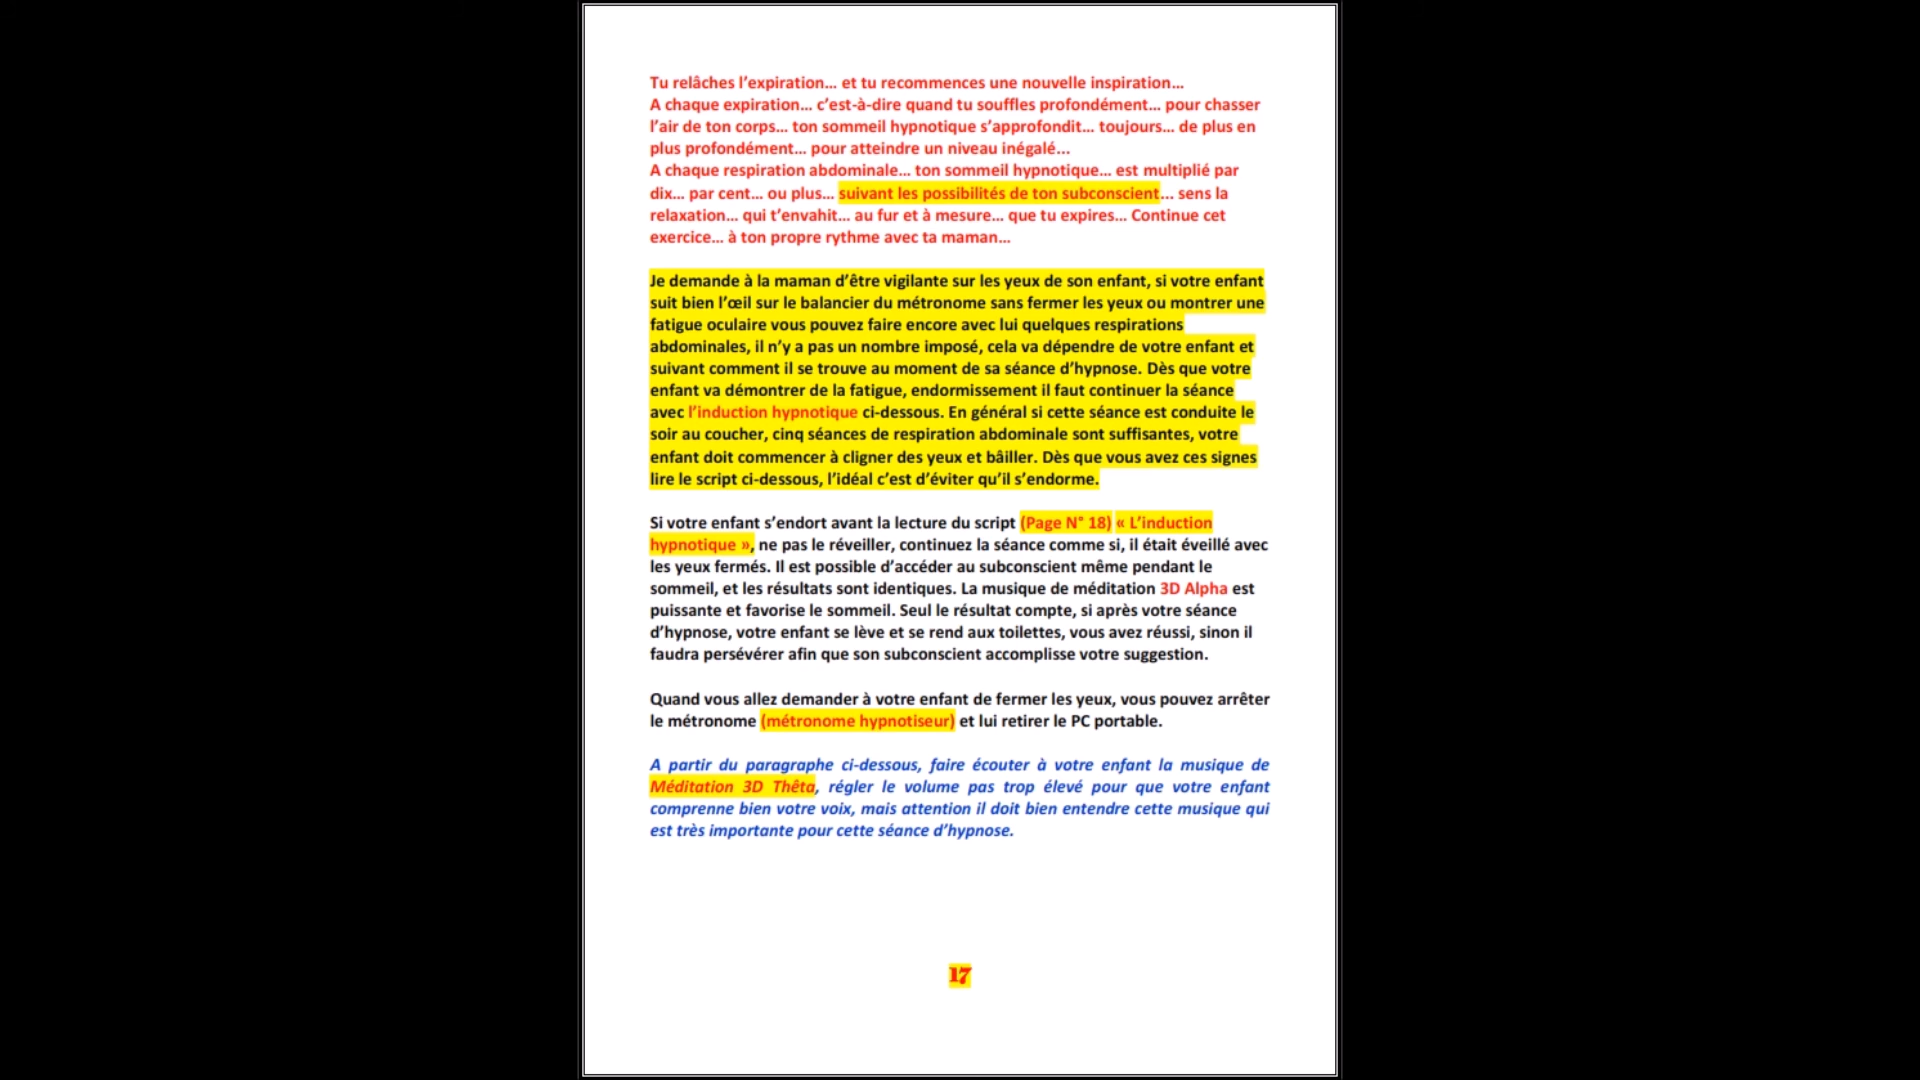 Tu relâches l’expiration… et tu recommences une nouvelle inspiration…
A chaque expiration… c’est-à-dire quand tu souffles profondément… pour chasser
l’air de ton corps… ton sommeil hypnotique s’approfondit… toujours… de plus en
plus profondément… pour atteindre un niveau inégalé...
A chaque respiration abdominale… ton sommeil hypnotique… est multiplié par
dix… par cent… ou plus… suivant les possibilités de ton subconscient... sens la
relaxation… qui t’envahit… au fur et à mesure… que tu expires… Continue cet
exercice… à ton propre rythme avec ta maman…
Je demande à la maman d’être vigilante sur les yeux de son enfant, si votre enfant
suit bien l’œil sur le balancier du métronome sans fermer les yeux ou montrer une
fatigue oculaire vous pouvez faire encore avec lui quelques respirations
abdominales, il n’y a pas un nombre imposé, cela va dépendre de votre enfant et
suivant comment il se trouve au moment de sa séance d’hypnose. Dès que votre
enfant va démontrer de la fatigue, endormissement il faut continuer la séance
avec l’induction hypnotique ci-dessous. En général si cette séance est conduite le
soir au coucher, cinq séances de respiration abdominale sont suffisantes, votre
enfant doit commencer à cligner des yeux et bâiller. Dès que vous avez ces signes
lire le script ci-dessous, l’idéal c’est d’éviter qu’il s’endorme.
Si votre enfant s’endort avant la lecture du script (Page N° 18) « L’induction
hypnotique », ne pas le réveiller, continuez la séance comme si, il était éveillé avec
les yeux fermés. Il est possible d’accéder au subconscient même pendant le
sommeil, et les résultats sont identiques. La musique de méditation 3D Alpha est
puissante et favorise le sommeil. Seul le résultat compte, si après votre séance
d’hypnose, votre enfant se lève et se rend aux toilettes, vous avez réussi, sinon il
faudra persévérer afin que son subconscient accomplisse votre suggestion.
Quand vous allez demander à votre enfant de fermer les yeux, vous pouvez arrêter
le métronome (métronome hypnotiseur) et lui retirer le PC portable.
A partir du paragraphe ci-dessous, faire écouter à votre enfant la musique de
Méditation 3D Thêta, régler le volume pas trop élevé pour que votre enfant
comprenne bien votre voix, mais attention il doit bien entendre cette musique qui
est très importante pour cette séance d’hypnose.
17